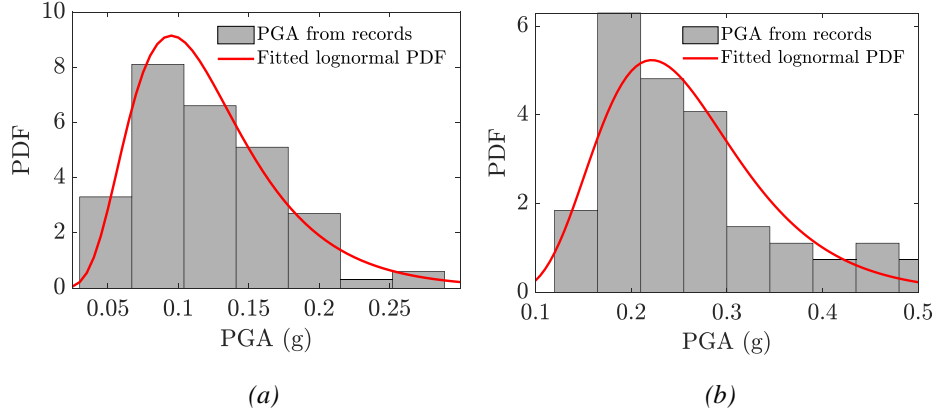 10
8
6
4
2
0
PDF
PGA from records
Fitted lognormal PDF
0.05 0.1 0.15 0.2 0.25
PGA (g)
(a)
6
4
2
0
PDF
PGA from records
Fitted lognormal PDF
0.1 0.2 0.3 0.4 0.5
PGA (g)
(b)